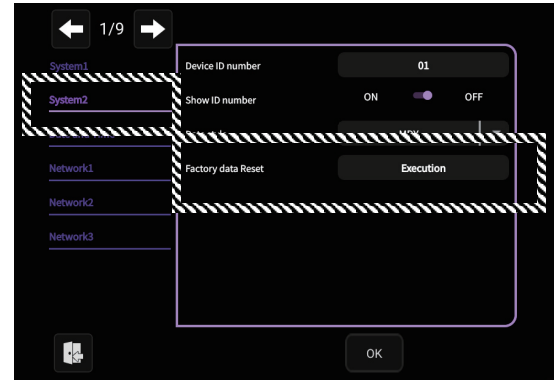 1/9
System1
System2
Network1
Network2
Network3
Device ID number 01
Show ID number ON OFF
Factory data Reset Execution
OK